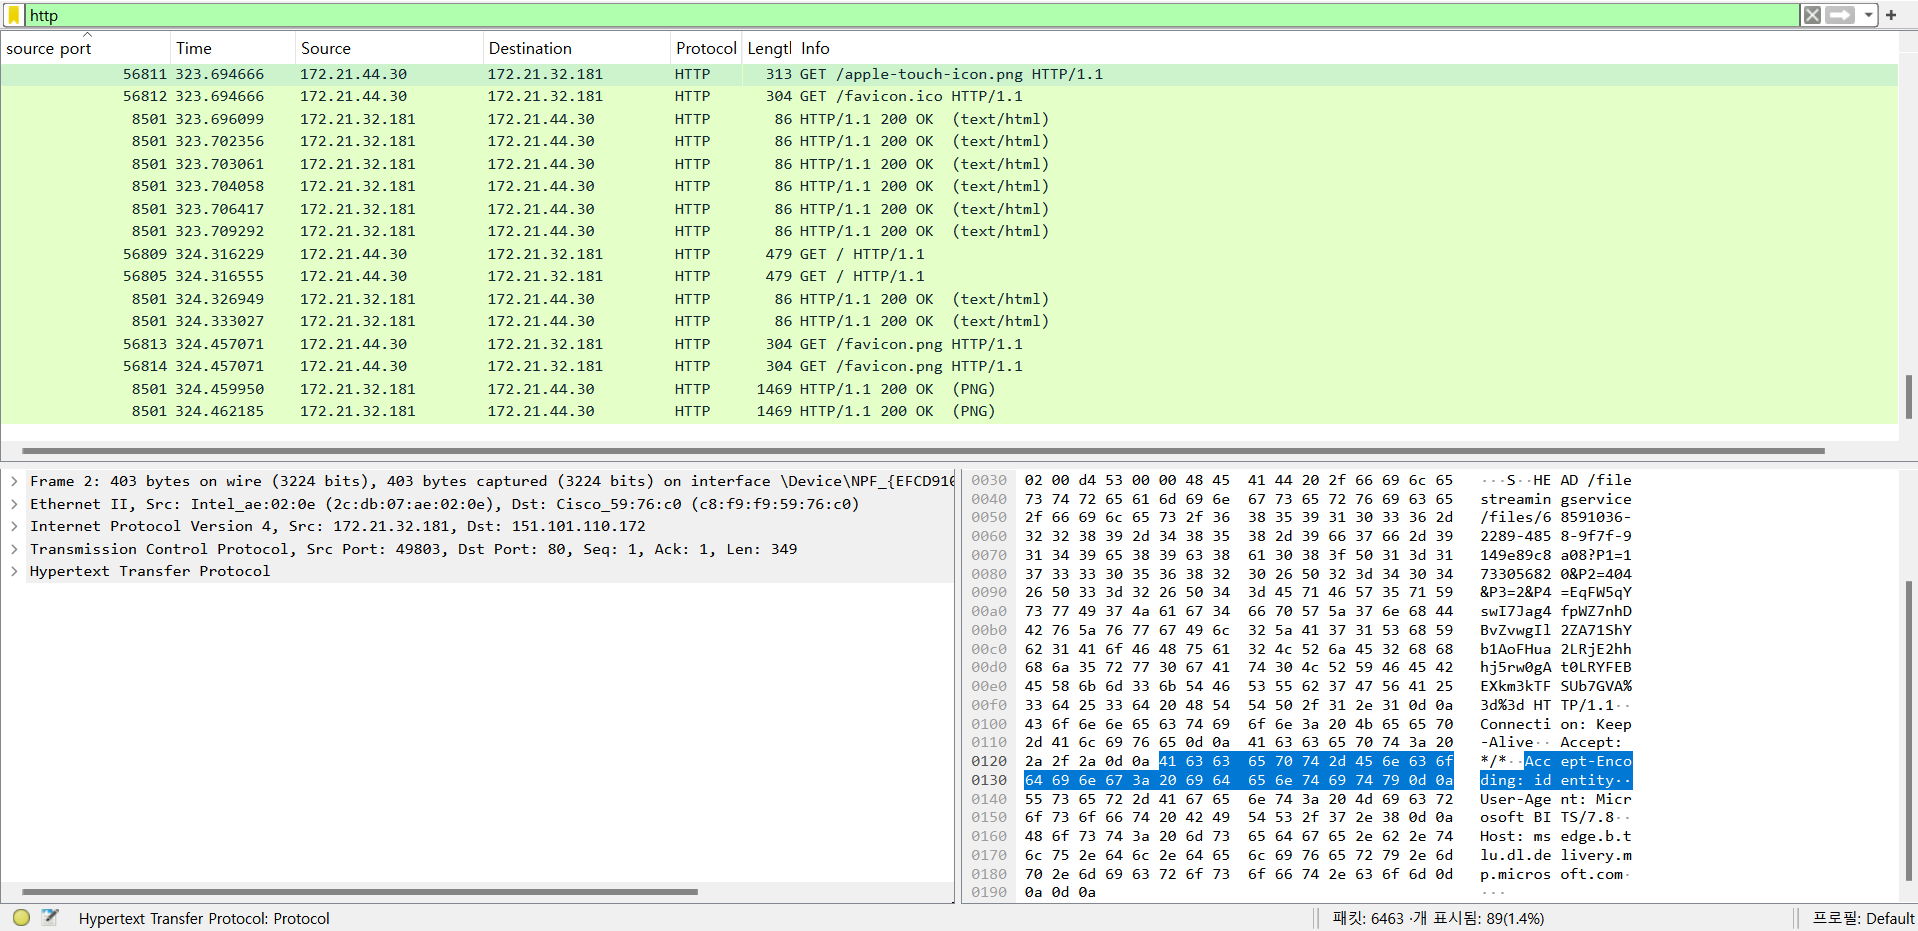 http
source port Time Source Destination Protocol Lengtl Info
56811 323.694666 172.21.44.30 172.21.32.181 HTTP 313 GET /apple-touch-icon.png HTTP/1.1
56812 323.694666 172.21.44.30 172.21.32.181 HTTP 304 GET /favicon.ico HTTP/1.1
8501 323.696099 172.21.32.181 172.21.44.30 HTTP 86 HTTP/1.1 200 OK (text/html)
8501 323.702356 172.21.32.181 172.21.44.30 HTTP 86 HTTP/1.1 200 OK (text/html)
8501 323.703061 172.21.32.181 172.21.44.30 HTTP 86 HTTP/1.1 200 OK (text/html)
8501 323.704058 172.21.32.181 172.21.44.30 HTTP 86 HTTP/1.1 200 OK (text/html)
8501 323.706417 172.21.32.181 172.21.44.30 HTTP 86 HTTP/1.1 200 OK (text/html)
8501 323.709292 172.21.32.181 172.21.44.30 HTTP 86 HTTP/1.1 200 OK (text/html)
56809 324.316229 172.21.44.30 172.21.32.181 HTTP 479 GET / HTTP/1.1
56805 324.316555 172.21.44.30 172.21.32.181 HTTP 479 GET / HTTP/1.1
8501 324.326949 172.21.32.181 172.21.44.30 HTTP 86 HTTP/1.1 200 OK (text/html)
8501 324.333027 172.21.32.181 172.21.44.30 HTTP 86 HTTP/1.1 200 OK (text/html)
56813 324.457071 172.21.44.30 172.21.32.181 HTTP 304 GET /favicon.png HTTP/1.1
56814 324.457071 172.21.44.30 172.21.32.181 HTTP 304 GET /favicon.png HTTP/1.1
8501 324.459950 172.21.32.181 172.21.44.30 HTTP 1469 HTTP/1.1 200 OK (PNG)
8501 324.462185 172.21.32.181 172.21.44.30 HTTP 1469 HTTP/1.1 200 OK (PNG)
Frame 2: 403 bytes on wire (3224 bits), 403 bytes captured (3224 bits) on interface \Device\NPF_{EFCD910
Ethernet II, Src: Intel_ae:02:0e (2c:db:07:ae:02:0e), Dst: Cisco_59:76:c0 (c8:f9:f9:59:76:c0)
Internet Protocol Version 4, Src: 172.21.32.181, Dst: 151.101.110.172
Transmission Control Protocol, Src Port: 49803, Dst Port: 80, Seq: 1, Ack: 1, Len: 349
Hypertext Transfer Protocol
0030 02 00 d4 53 00 00 48 45 41 44 20 2f 66 69 6c 65 ···S··HE AD /file
0040 73 74 72 65 61 6d 69 6e 67 73 65 72 76 69 63 65 streamin gservice
0050 2f 66 69 6c 65 73 2f 36 38 35 39 31 30 33 36 2d /files/6 8591036-
0060 32 32 38 39 2d 34 38 35 38 2d 39 66 37 66 2d 39 2289-485 8-9f7f-9
0070 31 34 39 65 38 39 63 38 61 30 38 3f 50 31 3d 31 149e89c8 a08?P1=1
0080 37 33 33 30 35 36 38 32 30 26 50 32 3d 34 30 34 73305682 0&P2=404
0090 26 50 33 3d 32 26 50 34 3d 45 71 46 57 35 71 59 &P3=2&P4 =EqFW5qY
00a0 73 77 49 37 4a 61 67 34 66 70 57 5a 37 6e 68 44 swI7Jag4 fpWZ7nhD
00b0 42 76 5a 76 77 67 49 6c 32 5a 41 37 31 53 68 59 BvZvwgIl 2ZA71ShY
00c0 62 31 41 6f 46 48 75 61 32 4c 52 6a 45 32 68 68 b1AoFHua 2LRjE2hh
00d0 68 6a 35 72 77 30 67 41 74 30 4c 52 59 46 45 42 hj5rw0gA t0LRYFEB
00e0 45 58 6b 6d 33 6b 54 46 53 55 62 37 47 56 41 25 EXkm3kTF SUb7GVA%
00f0 33 64 25 33 64 20 48 54 54 50 2f 31 2e 31 0d 0a 3d%3d HT TP/1.1··
0100 43 6f 6e 6e 65 63 74 69 6f 6e 3a 20 4b 65 65 70 Connecti on: Keep
0110 2d 41 6c 69 76 65 0d 0a 41 63 63 65 70 74 3a 20 -Alive·· Accept:
0120 2a 2f 2a 0d 0a 41 63 63 65 70 74 2d 45 6e 63 6f */*··Acc ept-Enco
0130 64 69 6e 67 3a 20 69 64 65 6e 74 69 74 79 0d 0a ding: id entity··
0140 55 73 65 72 2d 41 67 65 6e 74 3a 20 4d 69 63 72 User-Age nt: Micr
0150 6f 73 6f 66 74 20 42 49 54 53 2f 37 2e 38 0d 0a osoft BI TS/7.8··
0160 48 6f 73 74 3a 20 6d 73 65 64 67 65 2e 62 2e 74 Host: ms edge.b.t
0170 6c 75 2e 64 6c 2e 64 65 6c 69 76 65 72 79 2e 6d lu.dl.de livery.m
0180 70 2e 6d 69 63 72 6f 73 6f 66 74 2e 63 6f 6d 0d p.micros oft.com·
0190 0a 0d 0a ···
Hypertext Transfer Protocol: Protocol 패킷: 6463 ·개 표시됨: 89(1.4%) 프로필: Default